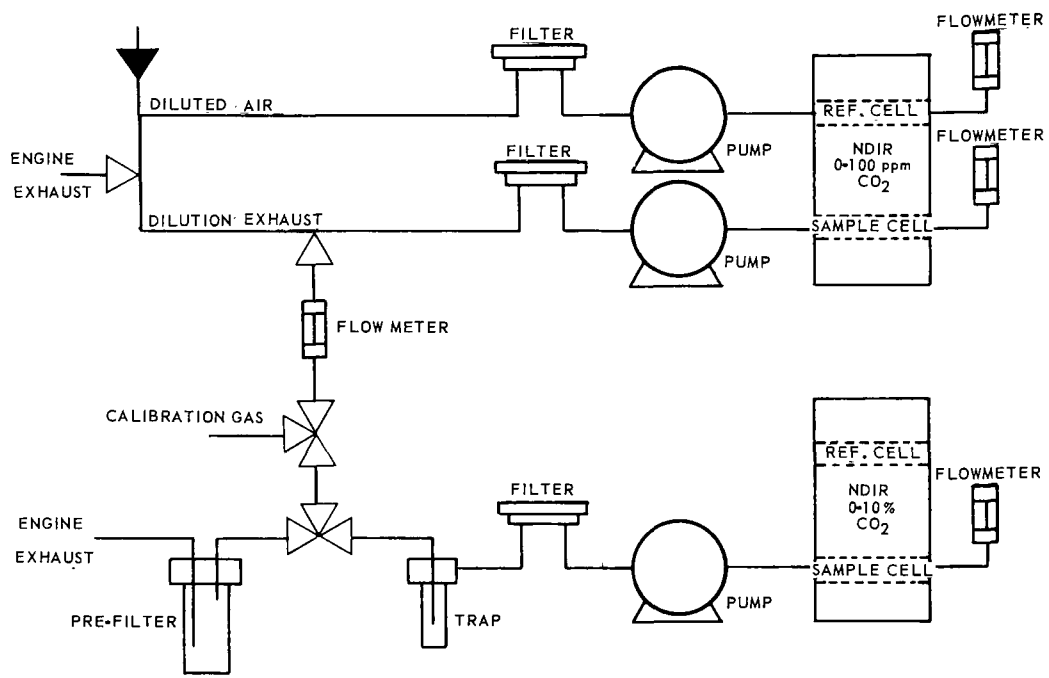 FLOWMETER
FILTER
DILUTED AIR
REF. CELL
FLOWMETER
ENGINE
EXHAUST
FILTER
PUMP
NDIR
0-100 ppm
CO2
DILUTION EXHAUST
SAMPLE CELL
PUMP
FLOW METER
CALIBRATION GAS
REF. CELL
FLOWMETER
FILTER
NDIR
0-10%
CO2
ENGINE
EXHAUST
SAMPLE CELL
PUMP
PRE-FILTER
TRAP